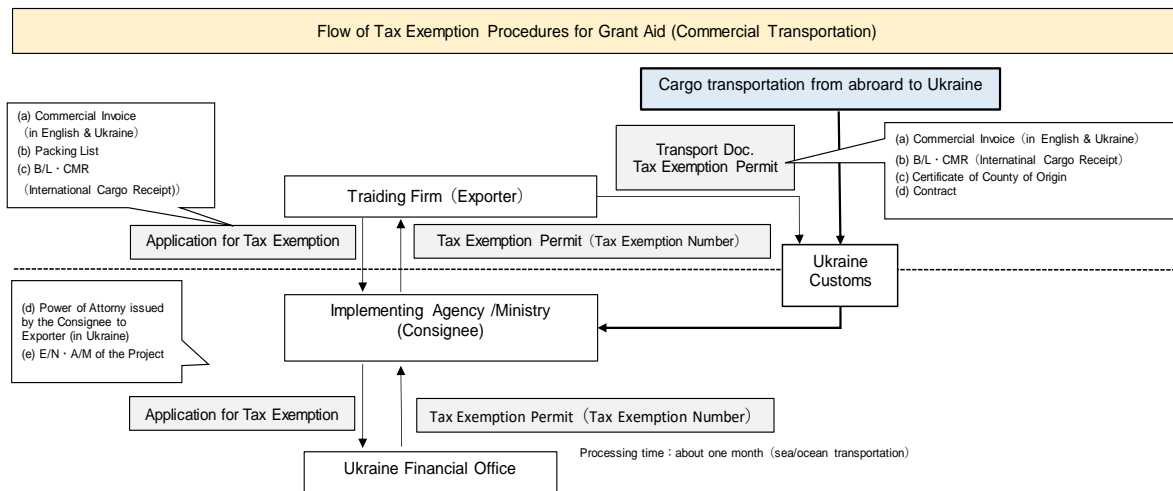 Flow of Tax Exemption Procedures for Grant Aid (Commercial Transportation)
Cargo transportation from abroard to Ukraine
(a) Commercial Invoice
(in English & Ukraine)
(b) Packing List
(c) B/L・CMR
(International Cargo Receipt))
Transport Doc.
Tax Exemption Permit
(a) Commercial Invoice (in English & Ukraine)
(b) B/L・CMR (Internatinal Cargo Receipt)
(c) Certificate of County of Origin
(d) Contract
Traiding Firm (Exporter)
Application for Tax Exemption
Tax Exemption Permit (Tax Exemption Number)
Ukraine
Customs
(d) Power of Attorny issued
by the Consignee to
Exporter (in Ukraine)
(e) E/N・A/M of the Project
Implementing Agency /Ministry
(Consignee)
Application for Tax Exemption
Tax Exemption Permit (Tax Exemption Number)
Processing time：about one month (sea/ocean transportation)
Ukraine Financial Office